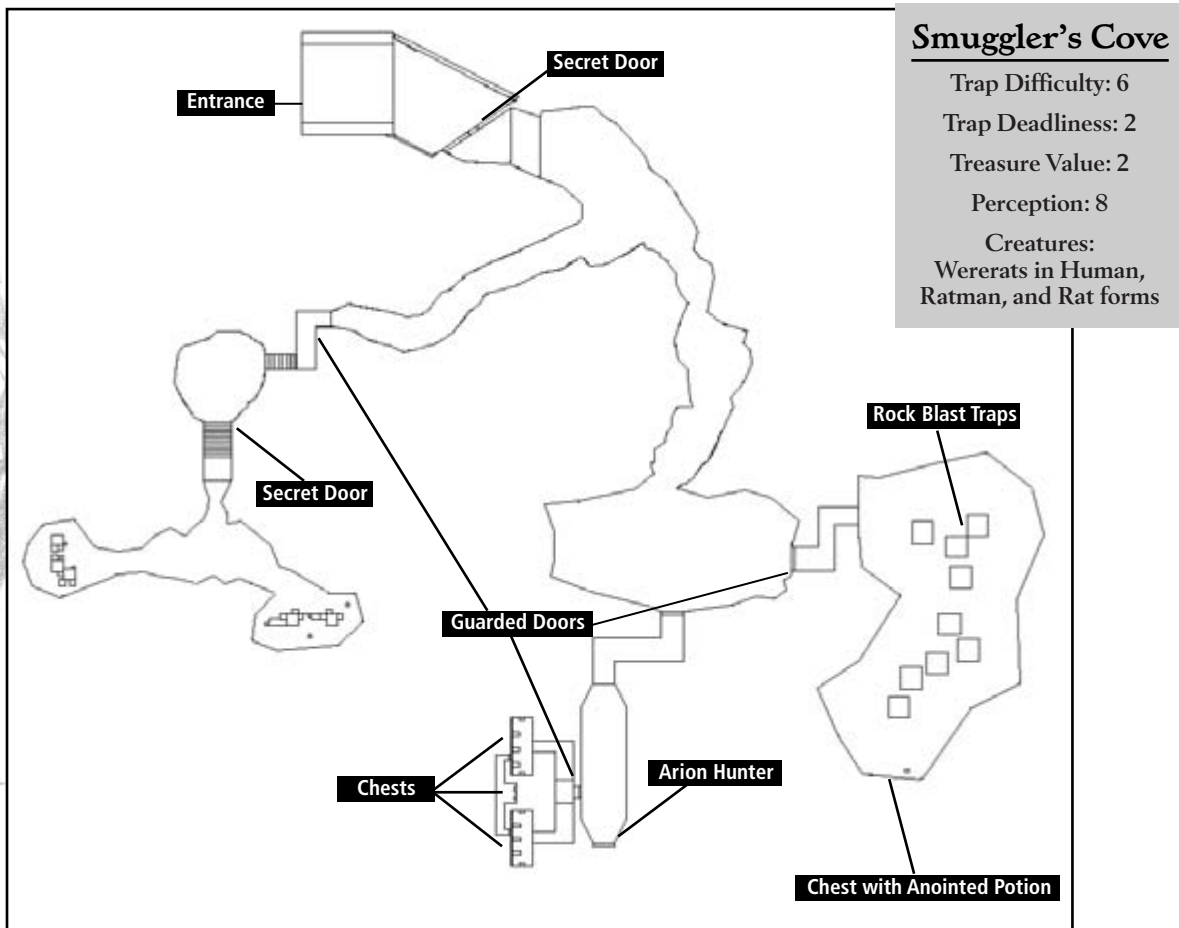 Smuggler's Cove
Trap Difficulty: 6
Trap Deadliness: 2
Treasure Value: 2
Perception: 8
Creatures:
Wererats in Human,
Ratman, and Rat forms
Secret Door
Entrance
Rock Blast Traps
Secret Door
Guarded Doors
Arion Hunter
Chests
Chest with Anointed Potion